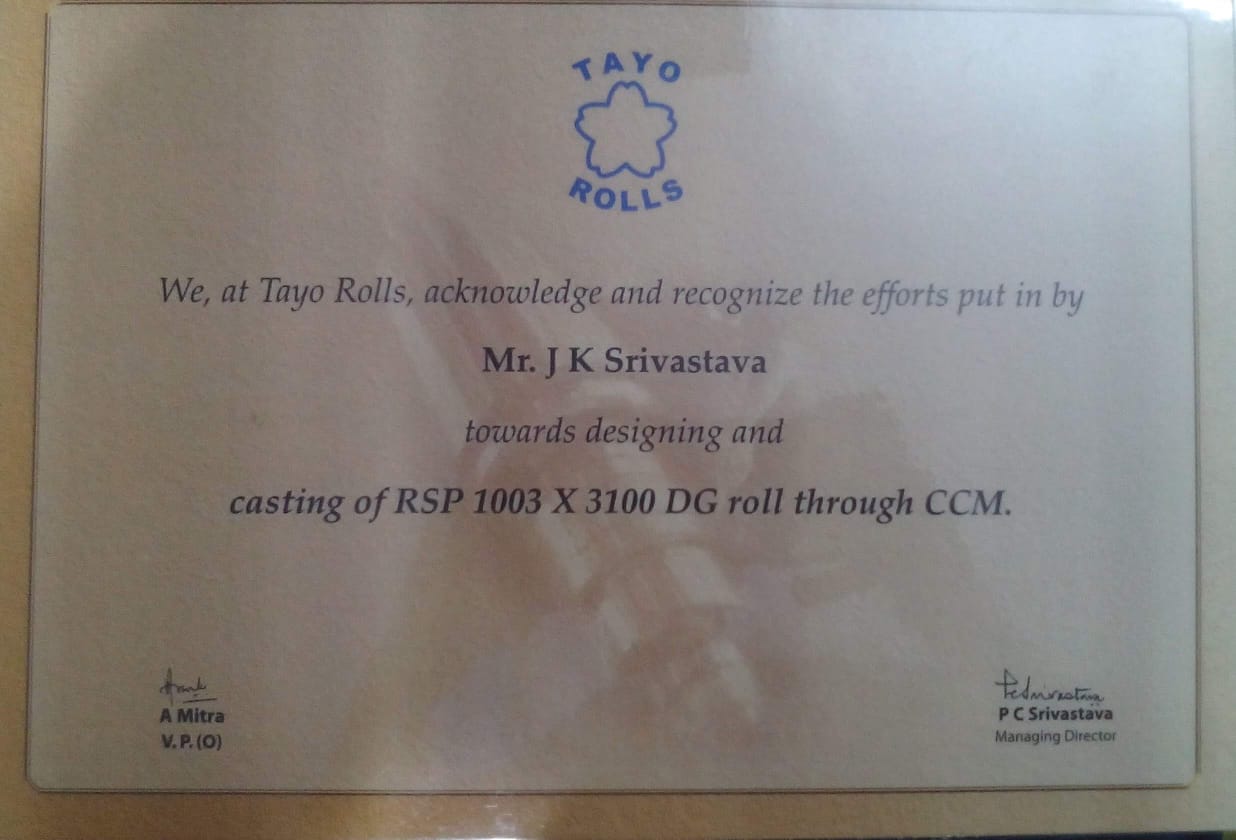 TAYO
ROLLS
We, at Tayo Rolls, acknowledge and recognize the efforts put in by
Mr. J K Srivastava
towards designing and
casting of RSP 1003 X 3100 DG roll through CCM.
PcSrivastava
A Mitra
P C Srivastava
V. P. (O)
Managing Director